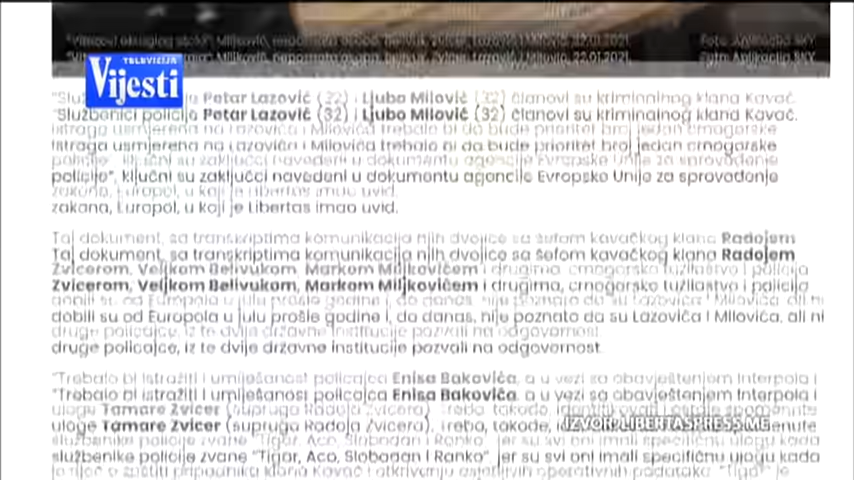 TELEVIZIJA
Vijesti
"Službenici policije Petar Lazović (32) i Ljubo Milović (32) članovi su kriminalnog klana Kavač.
Istraga usmjerena na Lazovića i Milovića trebalo bi da bude prioritet broj jedan crnogorske
policije", ključni su zaključci navedeni u dokumentu agencije Evropske Unije za sprovođenje
zakona, Europol, u koji je Libertas imao uvid.
Taj dokument, sa transkriptima komunikacija njih dvojice sa šefom kavačkog klana Radojem
Zvicerom, Veljkom Belivukom, Markom Miljkovićem i drugima, crnogorsko tužilaštvo i policija
dobili su od Europola u julu prošle godine i, do danas, nije poznato da su Lazovića i Milovića, ali ni
druge policajce, iz te dvije državne institucije pozvali na odgovornost.
"Trebalo bi istražiti i umiješanost policajca Enisa Bakovića, a u vezi sa obavještenjem Interpola i
uloge Tamare Zvicer (supruga Radoja Zvicera). Treba, takođe,
IZVOR: LIBERTASPRESS.ME
službenike policije zvane "Tigar, Aco, Slobodan i Ranko", jer su svi oni imali specifičnu ulogu kada